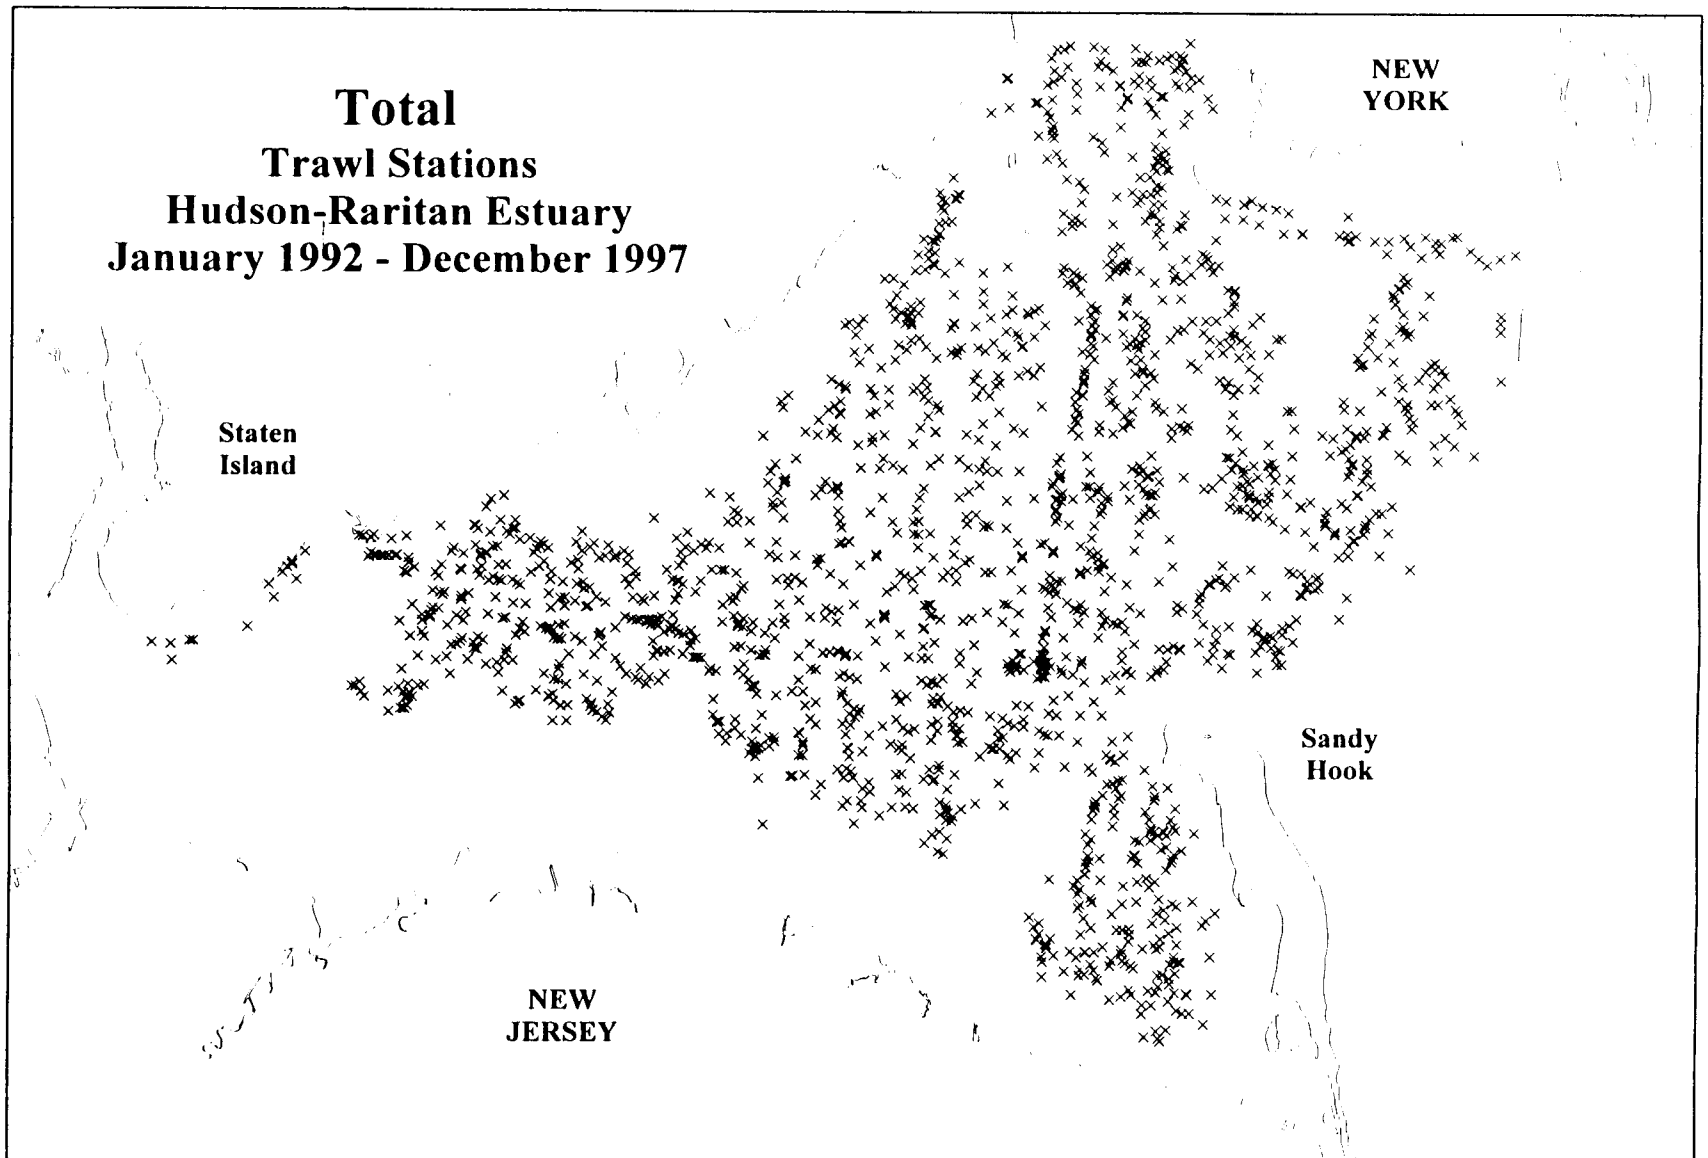 Total
Trawl Stations
Hudson-Raritan Estuary
January 1992 - December 1997
NEW
YORK
Staten
Island
Sandy
Hook
NEW
JERSEY